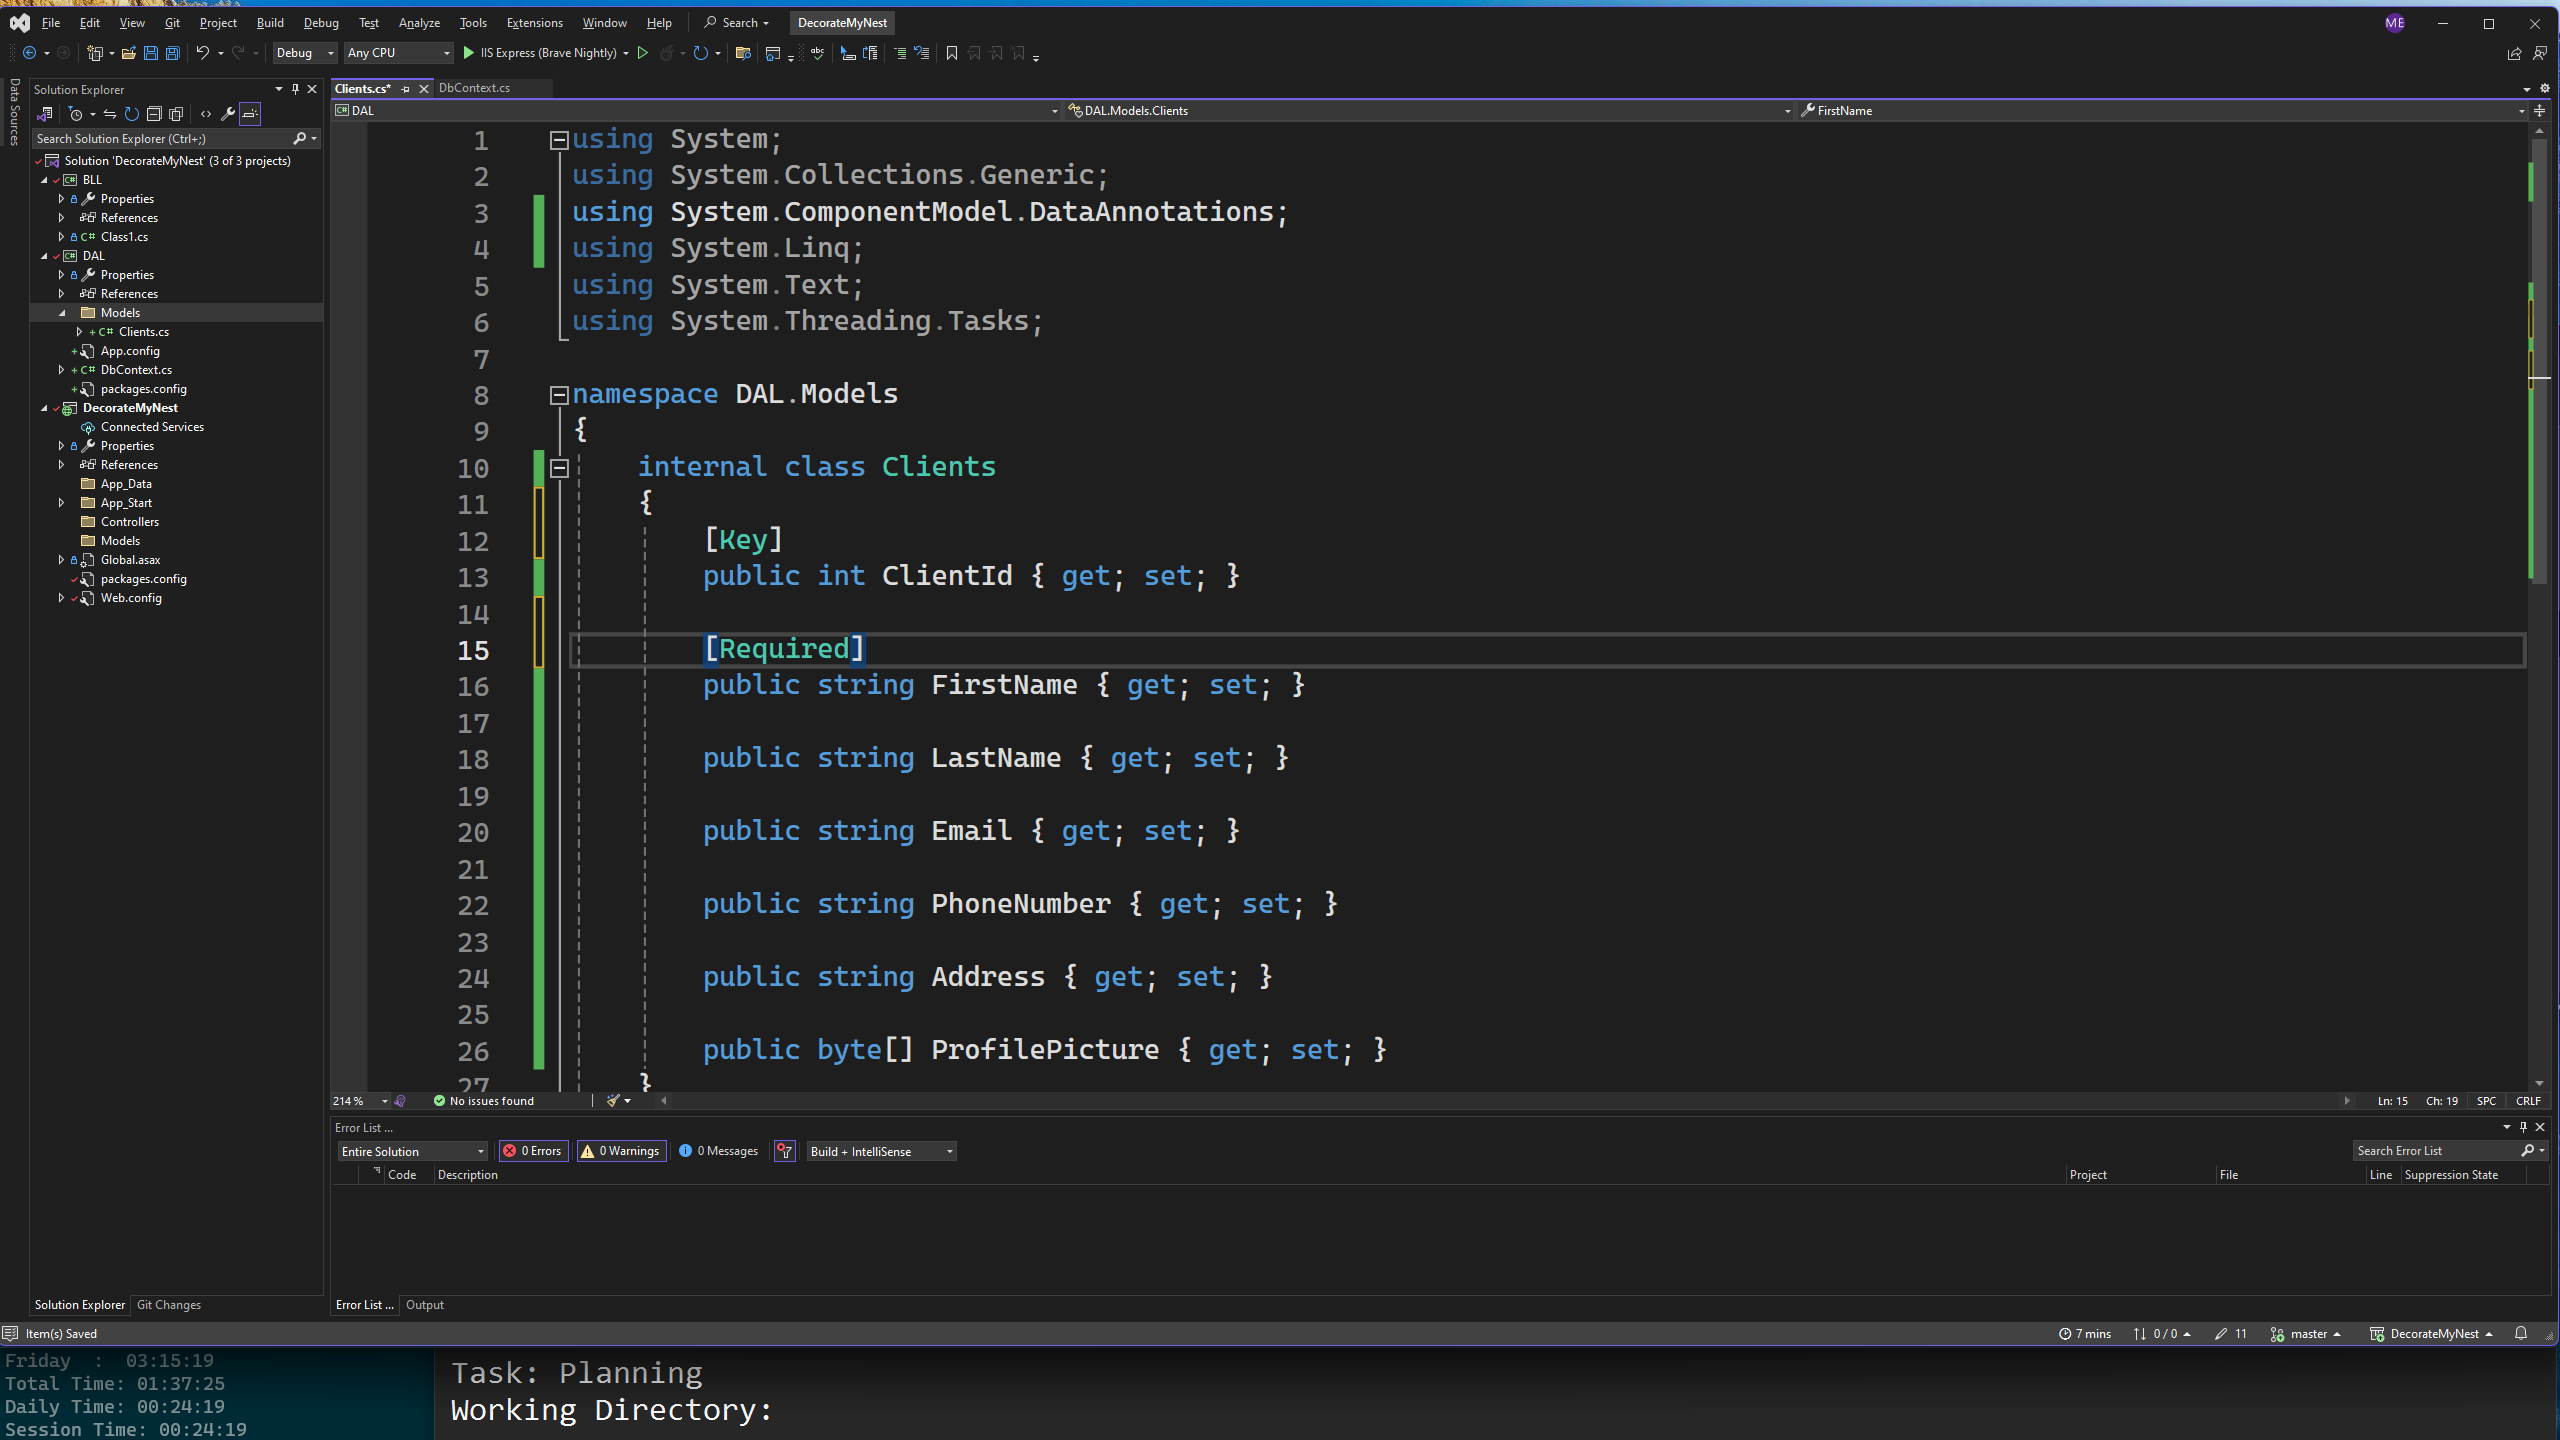 File Edit View Git Project Build Debug Test Analyze Tools Extensions Window Help Search DecorateMyNest ME
Debug Any CPU IIS Express (Brave Nightly)
Data Sources
Solution Explorer
Search Solution Explorer (Ctrl+;)
Solution 'DecorateMyNest' (3 of 3 projects)
BLL
Properties
References
C# Class1.cs
DAL
Properties
References
Models
C# Clients.cs
App.config
C# DbContext.cs
packages.config
DecorateMyNest
Connected Services
Properties
References
App_Data
App_Start
Controllers
Models
Global.asax
packages.config
Web.config
Solution Explorer Git Changes
Clients.cs* DbContext.cs
DAL DAL.Models.Clients FirstName
1 using System;
2 using System.Collections.Generic;
3 using System.ComponentModel.DataAnnotations;
4 using System.Linq;
5 using System.Text;
6 using System.Threading.Tasks;
7
8 namespace DAL.Models
9 {
10 internal class Clients
11 {
12 [Key]
13 public int ClientId { get; set; }
14
15 [Required]
16 public string FirstName { get; set; }
17
18 public string LastName { get; set; }
19
20 public string Email { get; set; }
21
22 public string PhoneNumber { get; set; }
23
24 public string Address { get; set; }
25
26 public byte[] ProfilePicture { get; set; }
27 }
214 % No issues found Ln: 15 Ch: 19 SPC CRLF
Error List ...
Entire Solution 0 Errors 0 Warnings 0 Messages Build + IntelliSense Search Error List
Code Description Project File Line Suppression State
Error List ... Output
Item(s) Saved 7 mins 0 / 0 11 master DecorateMyNest
Friday : 03:15:19
Total Time: 01:37:25
Daily Time: 00:24:19
Session Time: 00:24:19
Task: Planning
Working Directory: